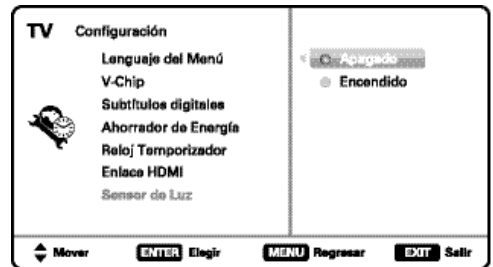 TV Configuración
Lenguaje del Menú
V-Chip
Subtítulos digitales
Ahorrador de Energía
Reloj Temporizador
Enlace HDMI
Sensor de Luz
Apagado
Encendido
Mover ENTER Elegir MENU Regresar EXIT Salir